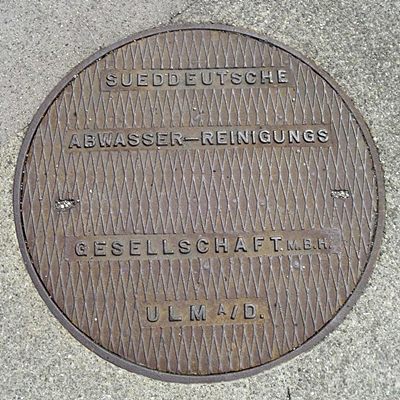 SUEDDEUTSCHE
ABWASSER—REINIGUNGS
GESELLSCHAFT M.B.H.
ULM A/D.